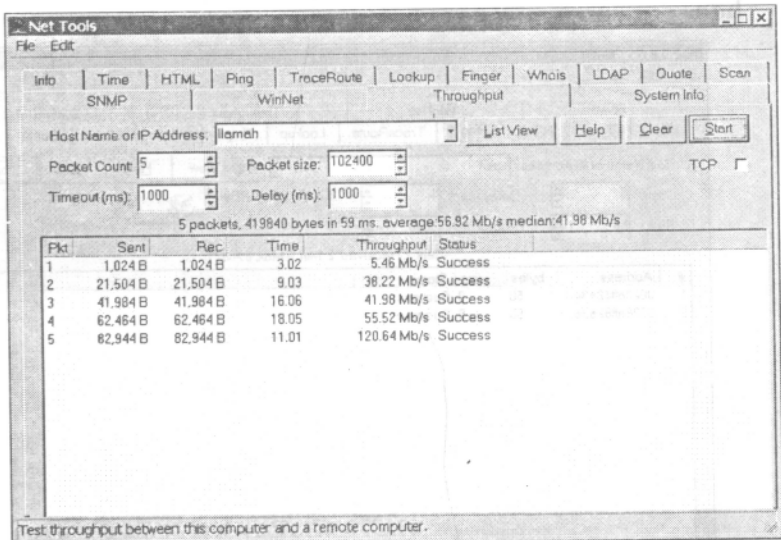 Net Tools
File Edit
Info Time HTML Ping TraceRoute Lookup Finger Whois LDAP Quote Scan
SNMP WinNet Throughput System Info
Host Name or IP Address: llamah List View Help Clear Start
Packet Count: 5 Packet size: 102400 TCP
Timeout (ms): 1000 Delay (ms): 1000
5 packets, 419840 bytes in 59 ms. average:56.92 Mb/s median:41.98 Mb/s
Pkt Sent Rec Time Throughput Status
1 1,024 B 1,024 B 3.02 5.46 Mb/s Success
2 21,504 B 21,504 B 9.03 38.22 Mb/s Success
3 41,984 B 41,984 B 16.06 41.98 Mb/s Success
4 62,464 B 62,464 B 18.05 55.52 Mb/s Success
5 82,944 B 82,944 B 11.01 120.64 Mb/s Success
Test throughput between this computer and a remote computer.